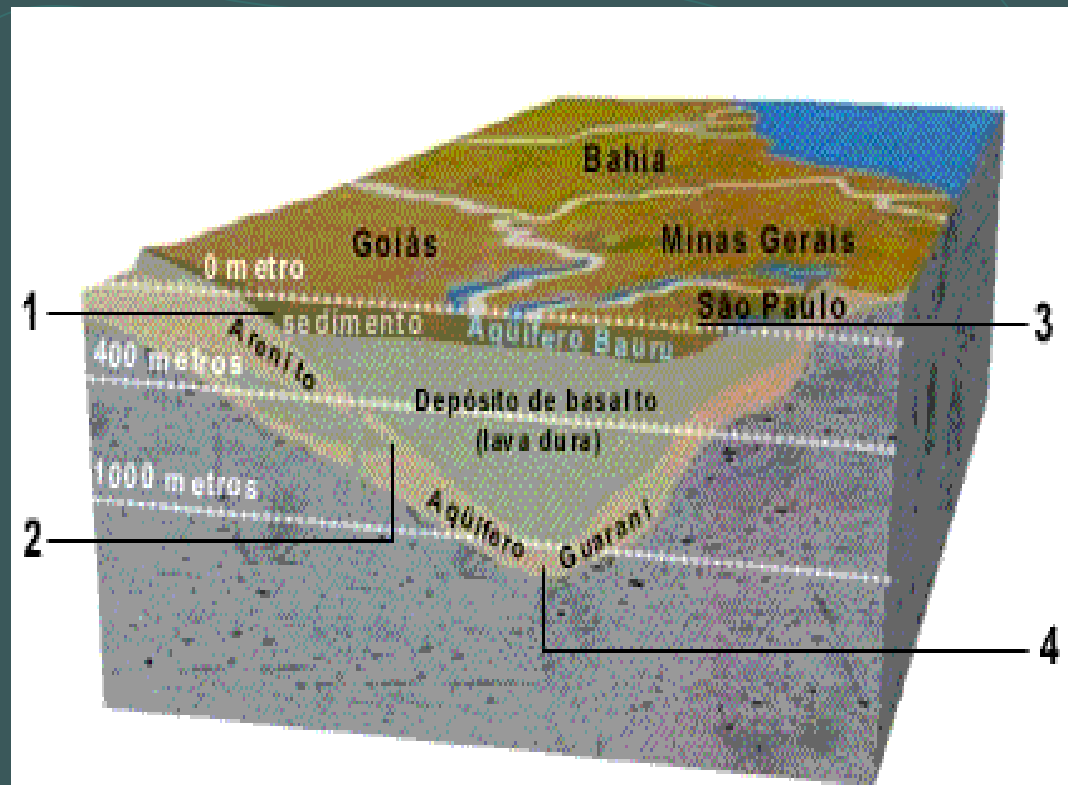 Bahia
Goiás
Minas Gerais
0 metro
São Paulo
1
sedimento
Aqüífero Bauru
3
Arenito
400 metros
Depósito de basalto
(lava dura)
1000 metros
2
Aqüífero Guarani
4